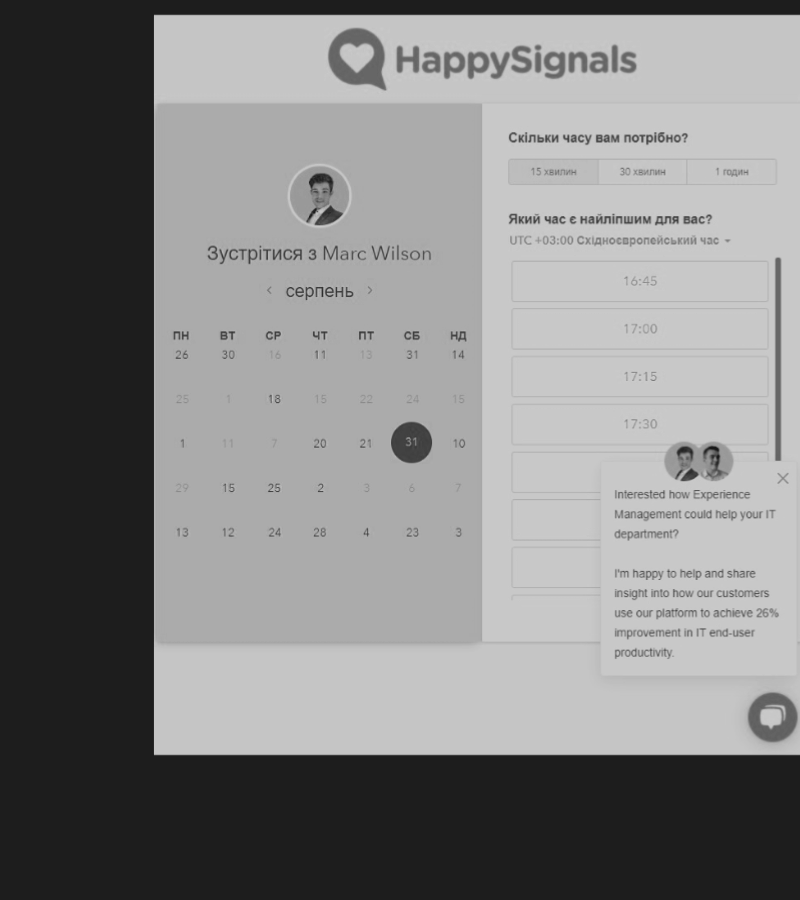 HappySignals
Зустрітися з Marc Wilson
‹ серпень ›
ПН ВТ СР ЧТ ПТ СБ НД
26 30 16 11 13 31 14
25 1 18 15 22 24 15
1 11 7 20 21 31 10
29 15 25 2 3 6 7
13 12 24 28 4 23 3
Скільки часу вам потрібно?
15 хвилин 30 хвилин 1 годин
Який час є найліпшим для вас?
UTC +03:00 Східноєвропейський час
16:45
17:00
17:15
17:30
Interested how Experience
Management could help your IT
department?
I'm happy to help and share
insight into how our customers
use our platform to achieve 26%
improvement in IT end-user
productivity.